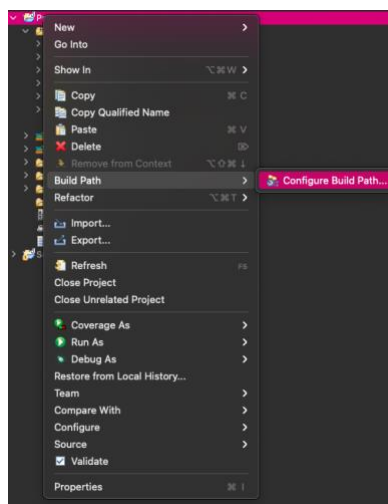 New
Go Into
Show In ⌥⌘W
Copy ⌘C
Copy Qualified Name
Paste ⌘V
Delete ⌦
Remove from Context ⌥⇧⌘↓
Build Path
Configure Build Path...
Refactor ⌥⌘T
Import...
Export...
Refresh F5
Close Project
Close Unrelated Project
Coverage As
Run As
Debug As
Restore from Local History...
Team
Compare With
Configure
Source
Validate
Properties ⌘I